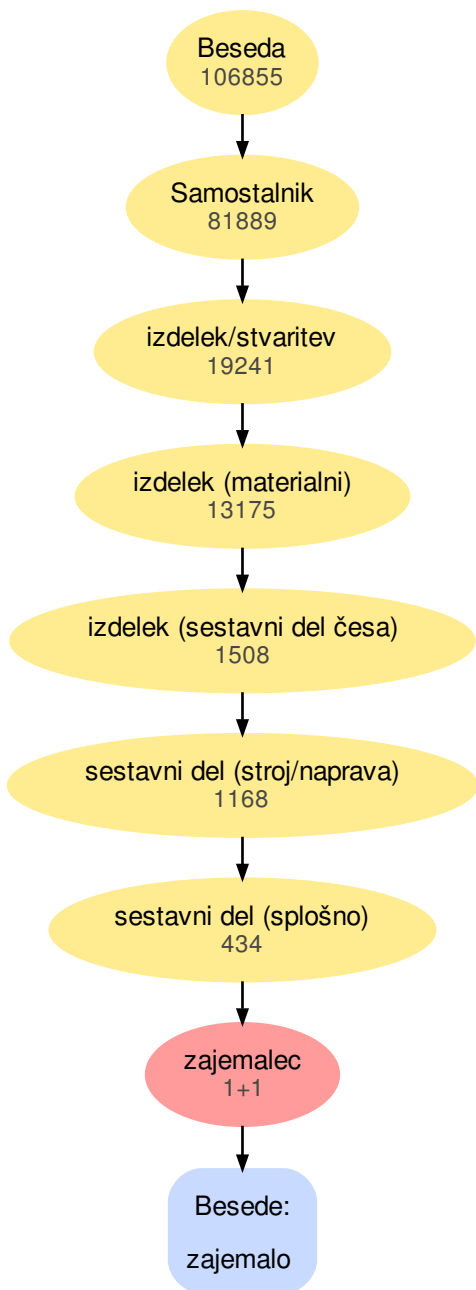 Beseda
106855
Samostalnik
81889
izdelek/stvaritev
19241
izdelek (materialni)
13175
izdelek (sestavni del česa)
1508
sestavni del (stroj/naprava)
1168
sestavni del (splošno)
434
zajemalec
1+1
Besede:
zajemalo